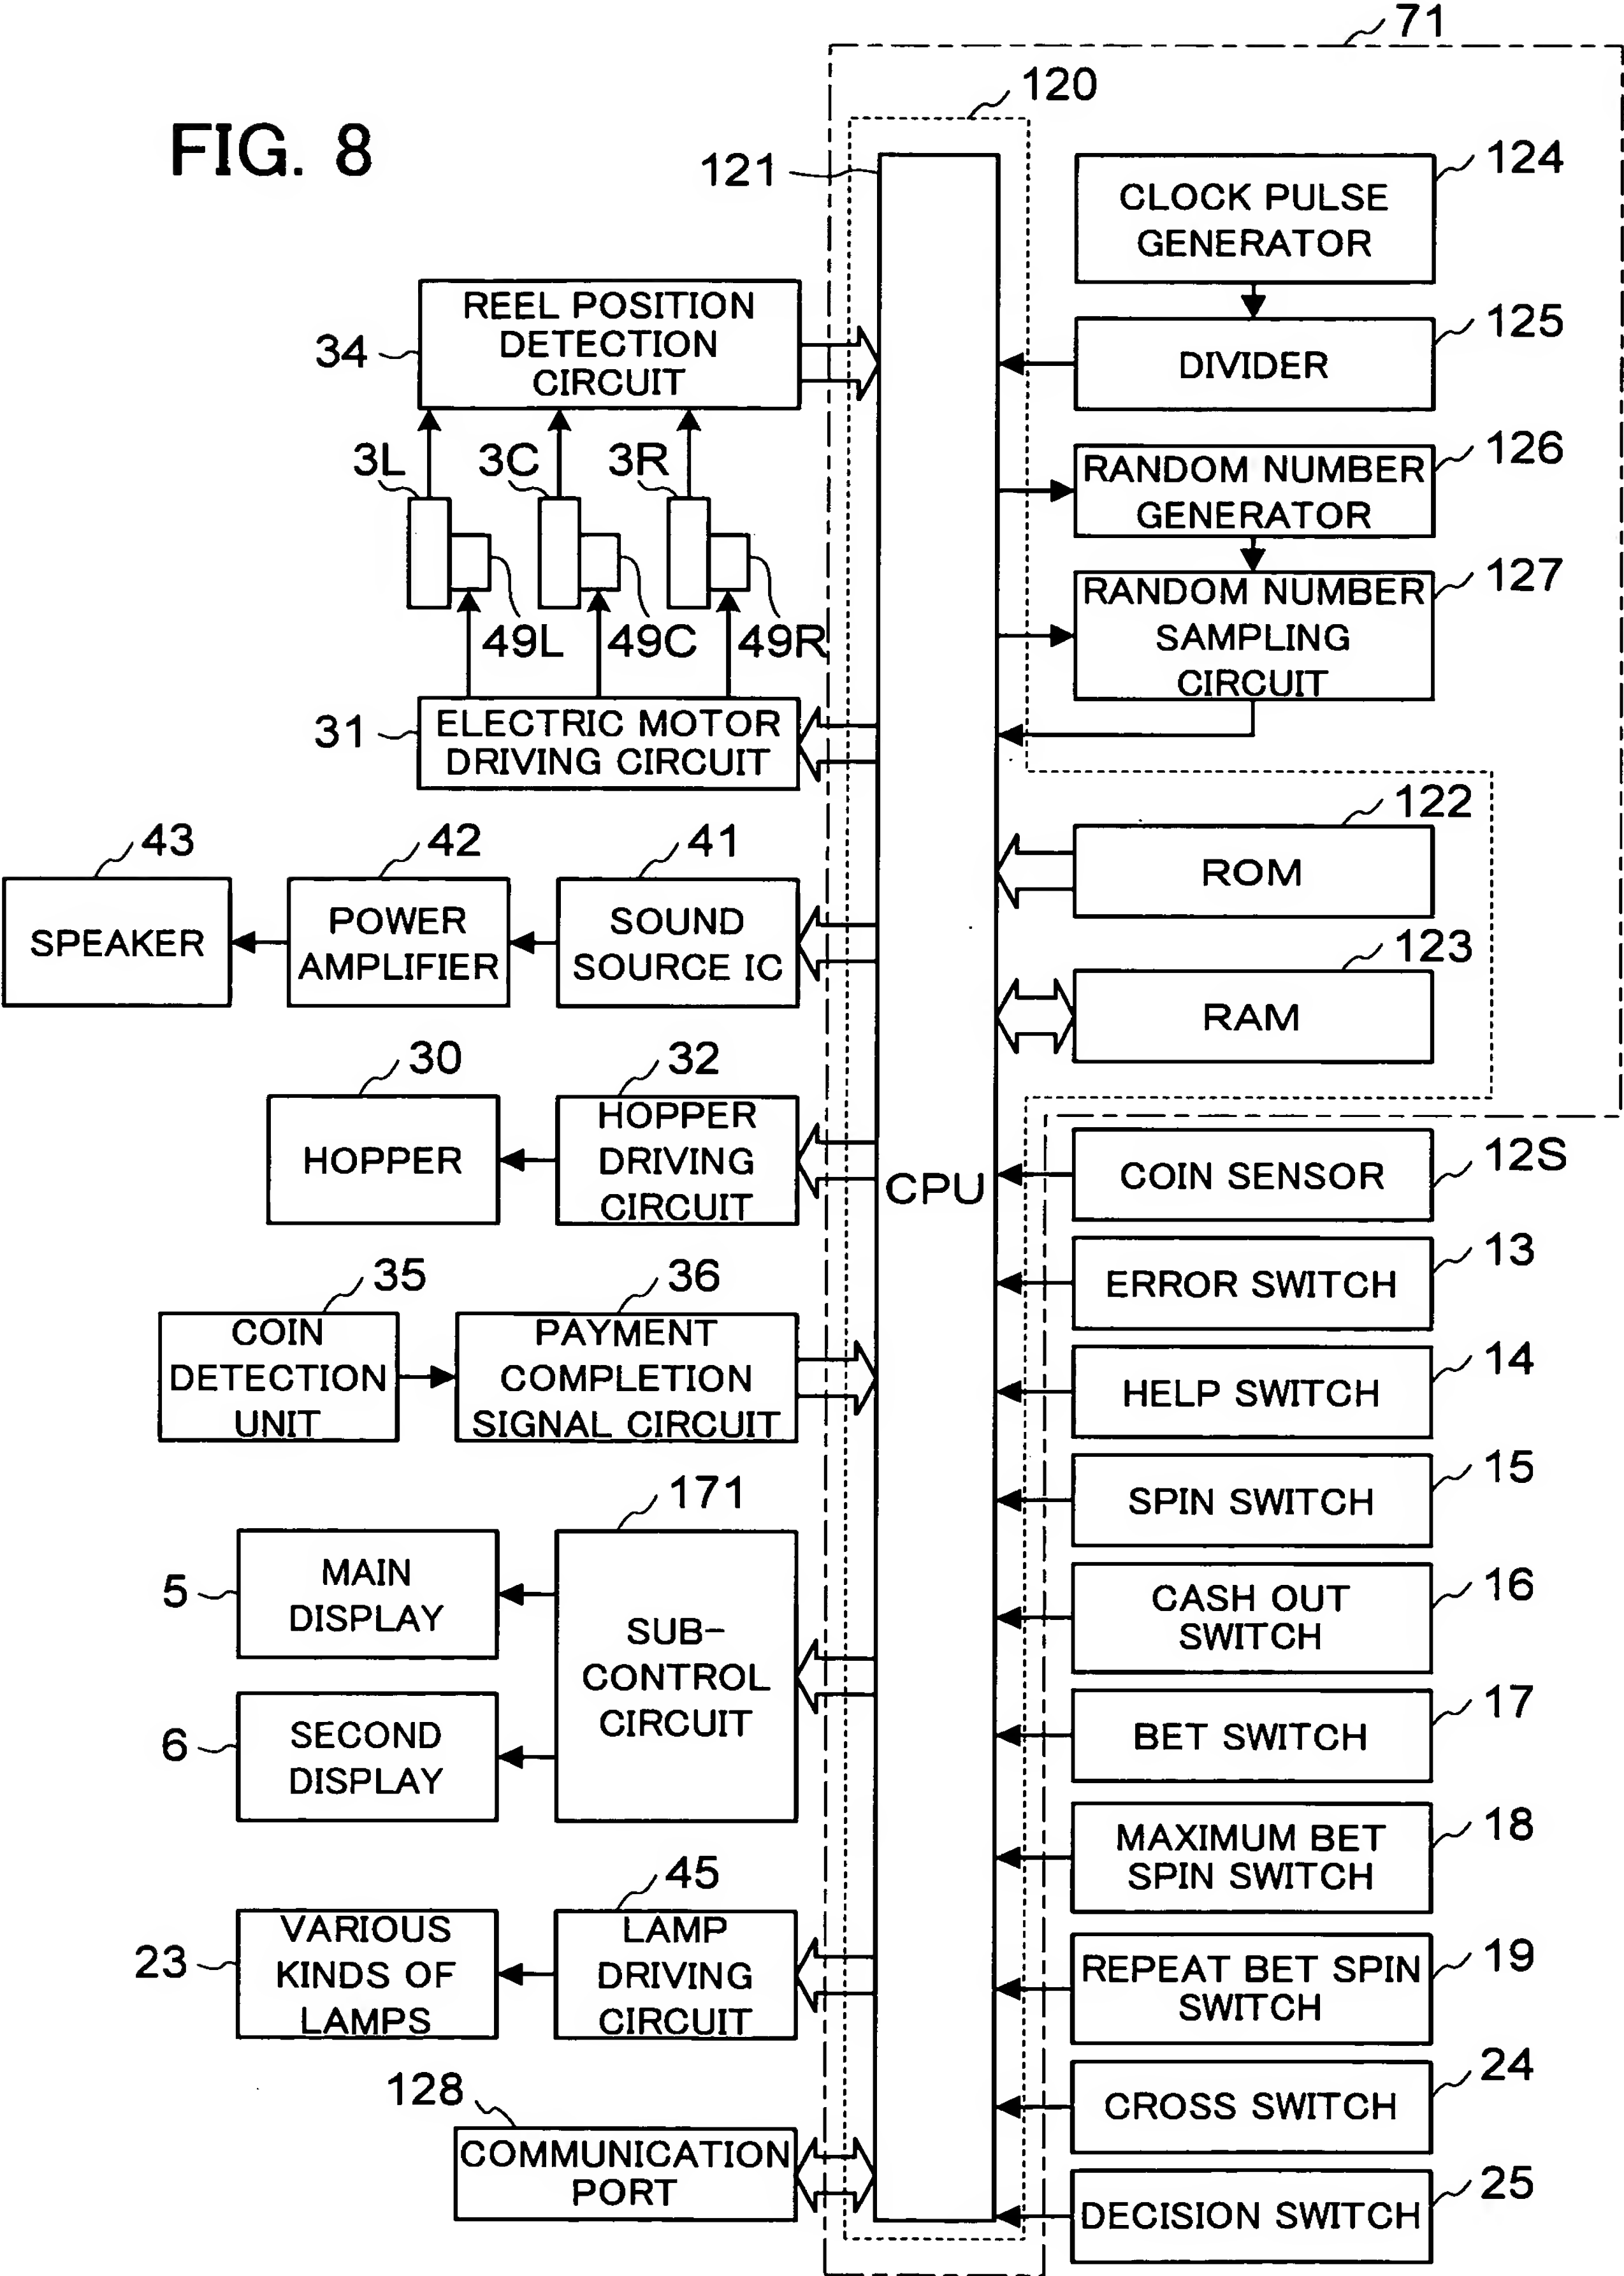 FIG. 8
71
120
121
124
CLOCK PULSE
GENERATOR
125
DIVIDER
126
RANDOM NUMBER
GENERATOR
127
RANDOM NUMBER
SAMPLING
CIRCUIT
34
REEL POSITION
DETECTION
CIRCUIT
3L
3C
3R
49L
49C
49R
31
ELECTRIC MOTOR
DRIVING CIRCUIT
122
ROM
123
RAM
43
SPEAKER
42
POWER
AMPLIFIER
41
SOUND
SOURCE IC
30
HOPPER
32
HOPPER
DRIVING
CIRCUIT
CPU
35
COIN
DETECTION
UNIT
36
PAYMENT
COMPLETION
SIGNAL CIRCUIT
171
SUB-
CONTROL
CIRCUIT
5
MAIN
DISPLAY
6
SECOND
DISPLAY
45
LAMP
DRIVING
CIRCUIT
23
VARIOUS
KINDS OF
LAMPS
128
COMMUNICATION
PORT
12S
COIN SENSOR
13
ERROR SWITCH
14
HELP SWITCH
15
SPIN SWITCH
16
CASH OUT
SWITCH
17
BET SWITCH
18
MAXIMUM BET
SPIN SWITCH
19
REPEAT BET SPIN
SWITCH
24
CROSS SWITCH
25
DECISION SWITCH